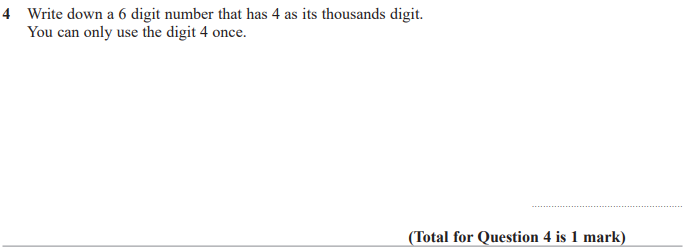 4 Write down a 6 digit number that has 4 as its thousands digit.
You can only use the digit 4 once.
(Total for Question 4 is 1 mark)